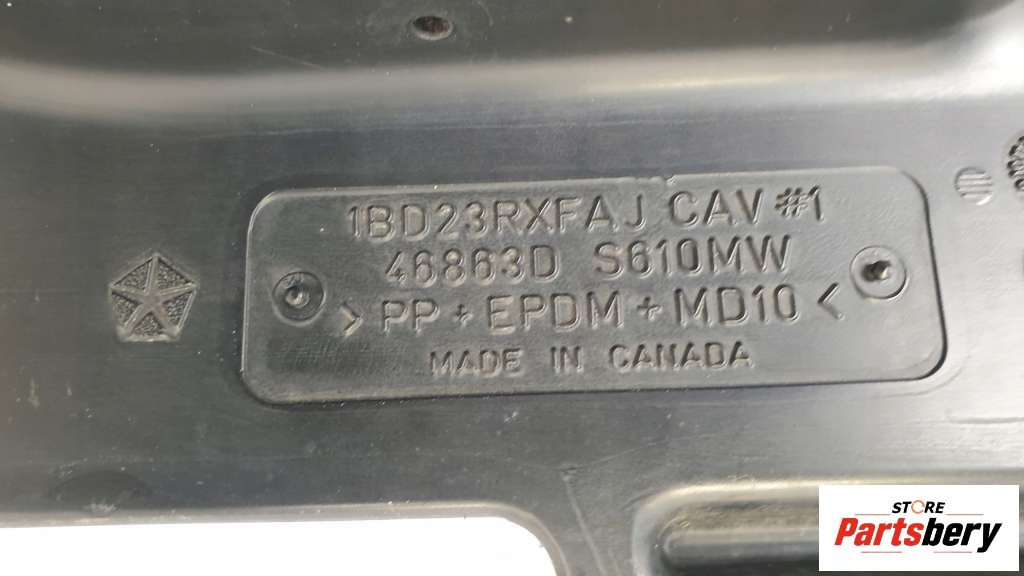 1BD23RXFAJ CAV #1
46863D S610MW
> PP + EPDM + MD10 <
MADE IN CANADA
STORE
Partsbery